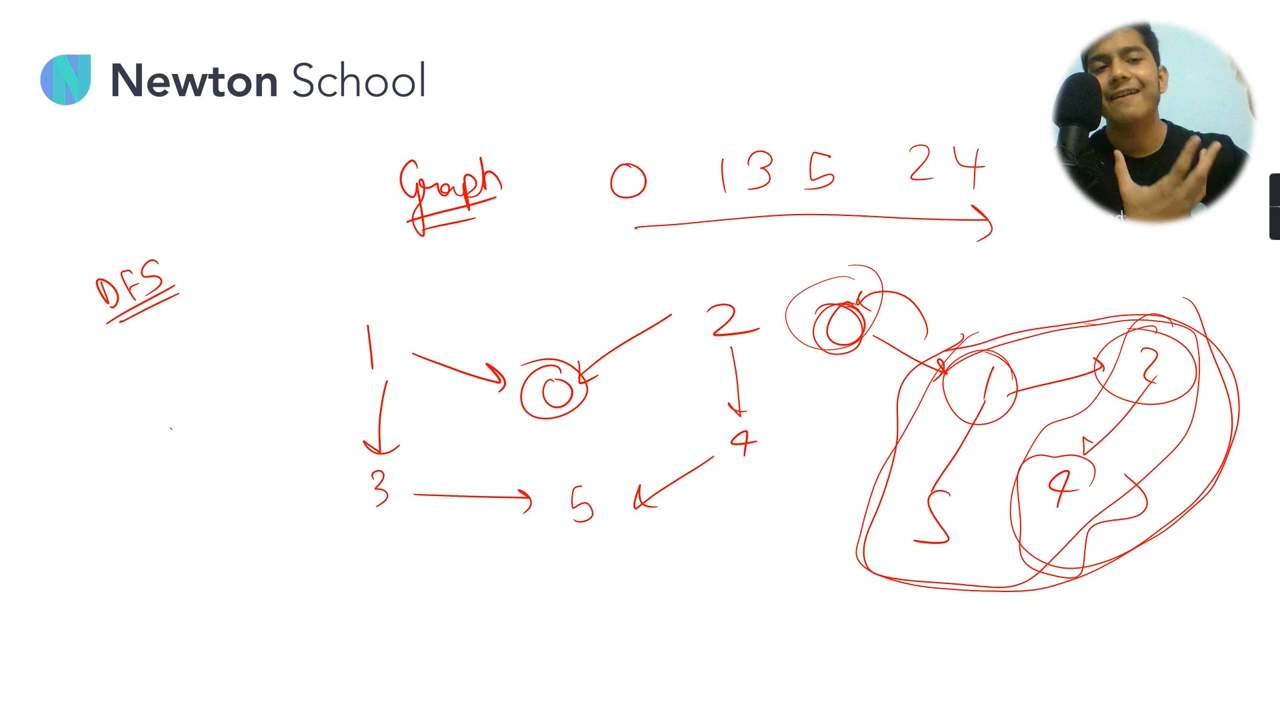 Newton School
Graph 0 1 3 5 2 4
DFS
1 0 2
3 5 4
0 1 2
5 4